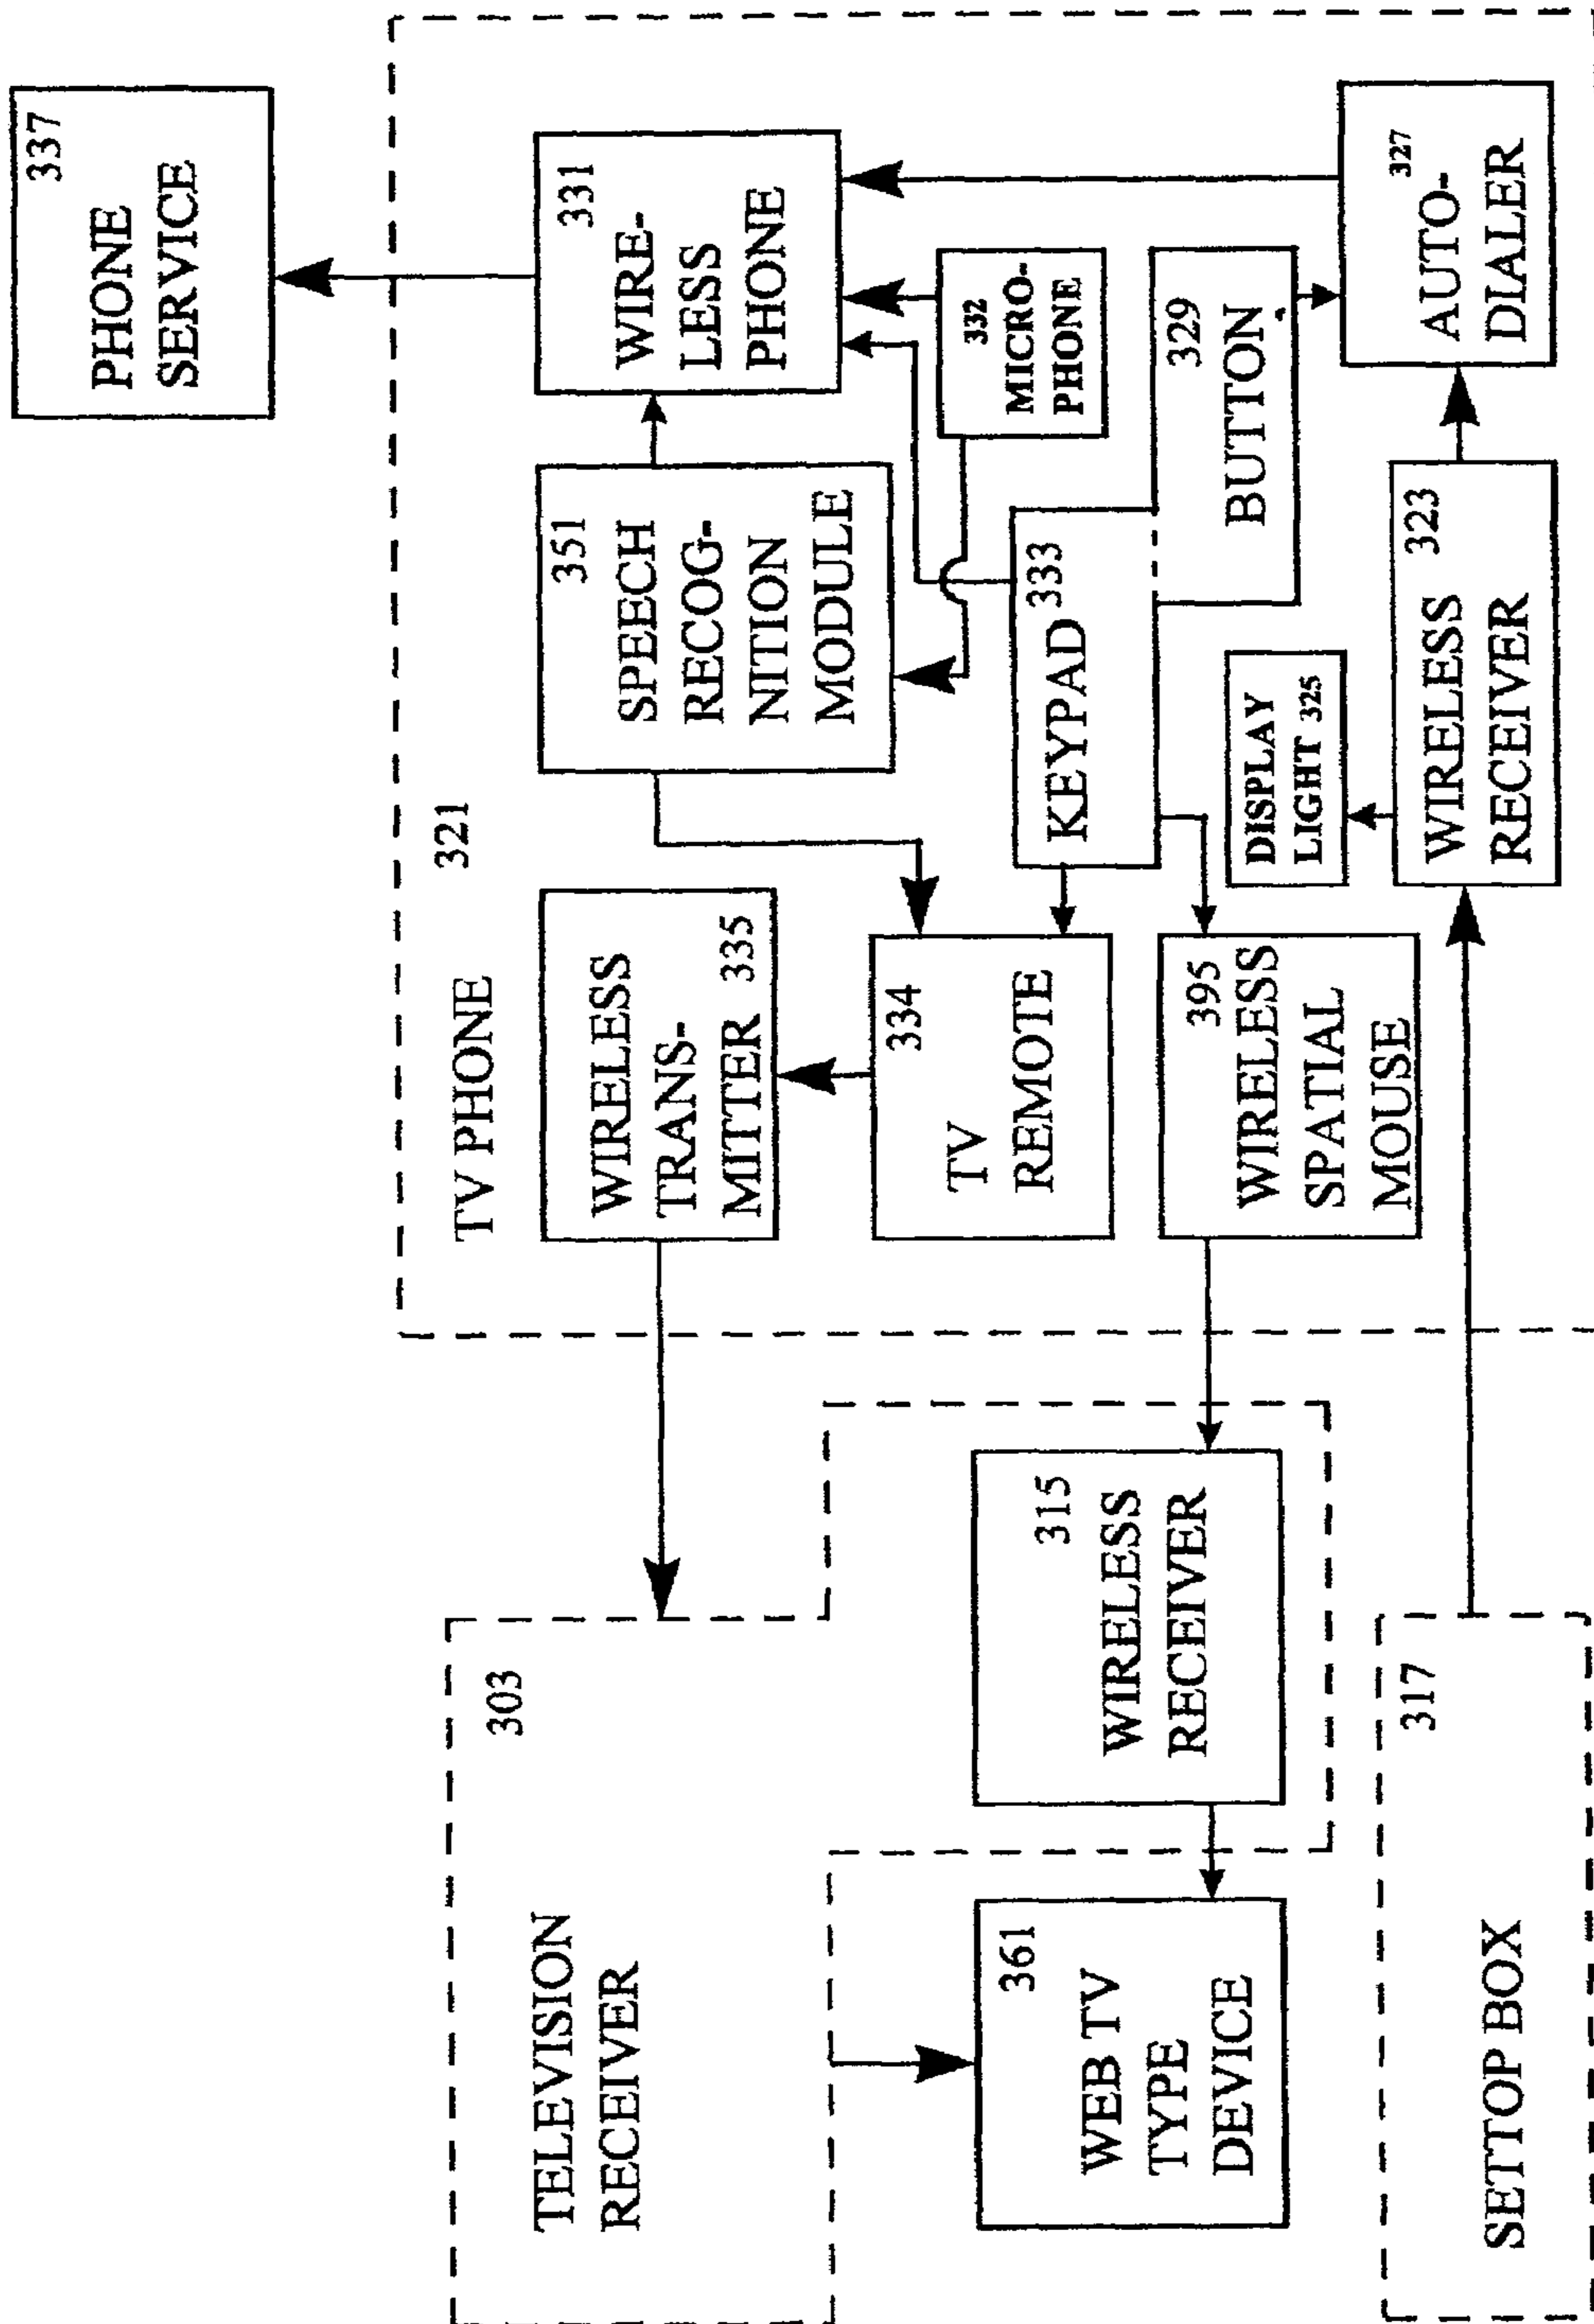 337
PHONE
SERVICE
TV PHONE
321
WIRELESS
TRANS-
MITTER 335
351
SPEECH
RECOG-
NITION
MODULE
331
WIRE-
LESS
PHONE
334
TV
REMOTE
KEYPAD 333
332
MICRO-
PHONE
329
BUTTON
395
WIRELESS
SPATIAL
MOUSE
DISPLAY
LIGHT 325
323
WIRELESS
RECEIVER
327
AUTO-
DIALER
303
TELEVISION
RECEIVER
315
WIRELESS
RECEIVER
361
WEB TV
TYPE
DEVICE
317
SETTOP BOX